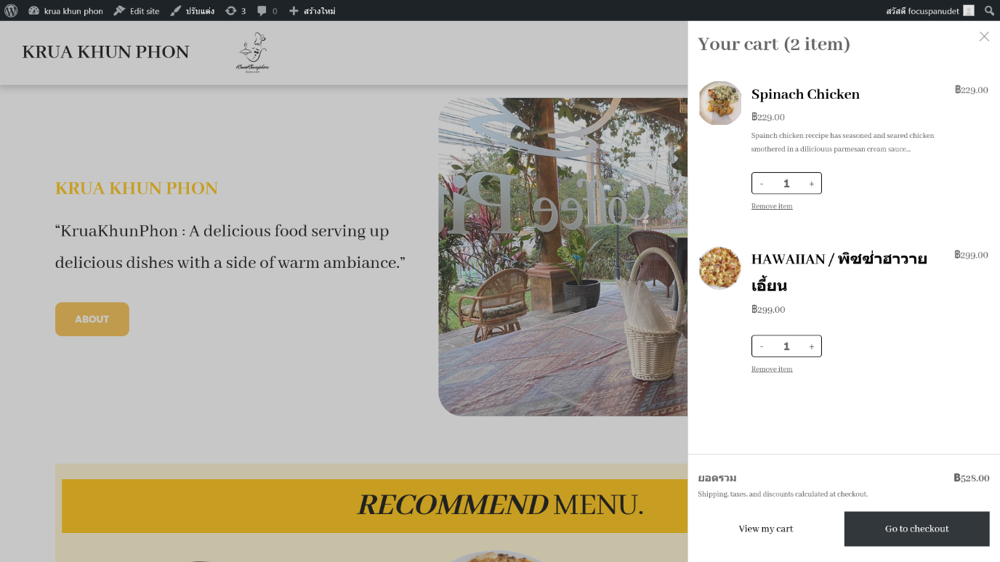 krua khun phon
Edit site
ปรับแต่ง
3
0
สร้างใหม่
สวัสดี focuspanudet
KRUA KHUN PHON
KruaKhunphon
Restaurant
KRUA KHUN PHON
“KruaKhunPhon : A delicious food serving up
delicious dishes with a side of warm ambiance.”
ABOUT
Coffee Pi
RECOMMEND MENU.
Your cart (2 item)
Spinach Chicken
฿229.00
฿229.00
Spainch chicken reccipe has seasoned and seared chicken
smothered in a diliciouus parmesan cream sauce…
- 1 +
Remove item
HAWAIIAN / พิซซ่าฮาวาย
เอี้ยน
฿299.00
฿299.00
- 1 +
Remove item
ยอดรวม
฿528.00
Shipping, taxes, and discounts calculated at checkout.
View my cart
Go to checkout